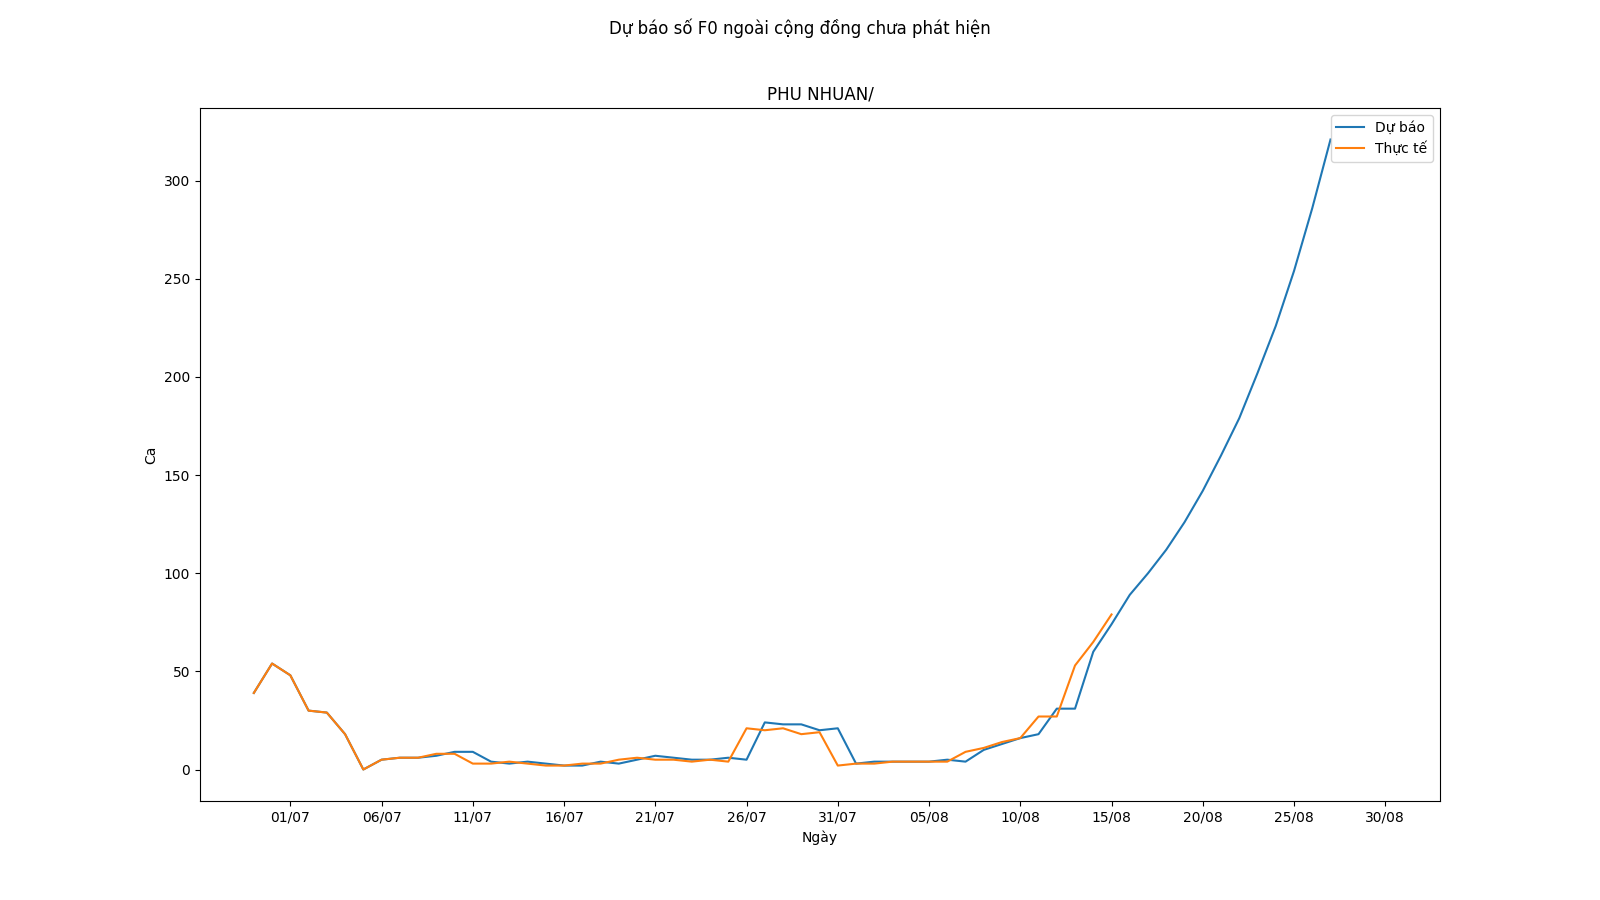 Dự báo số F0 ngoài cộng đồng chưa phát hiện
PHU NHUAN/
Dự báo
Thực tế
300
250
200
150
100
50
0
Ca
01/07 06/07 11/07 16/07 21/07 26/07 31/07 05/08 10/08 15/08 20/08 25/08 30/08
Ngày